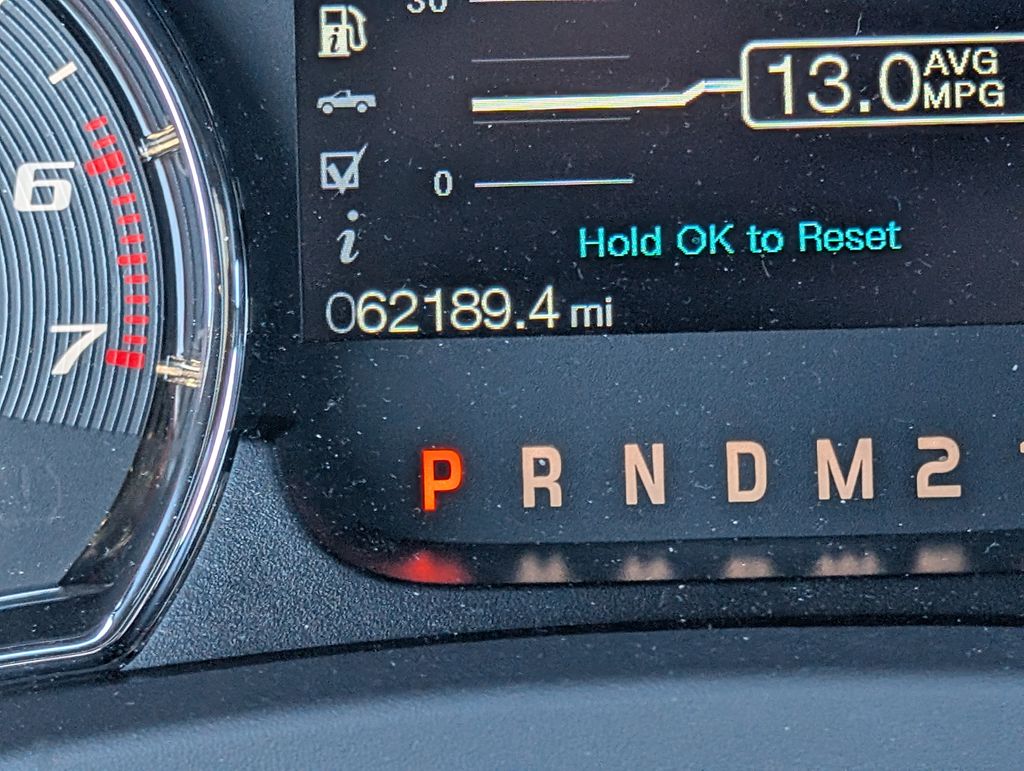 30
13.0 AVG MPG
6
0
Hold OK to Reset
062189.4 mi
7
P R N D M 2